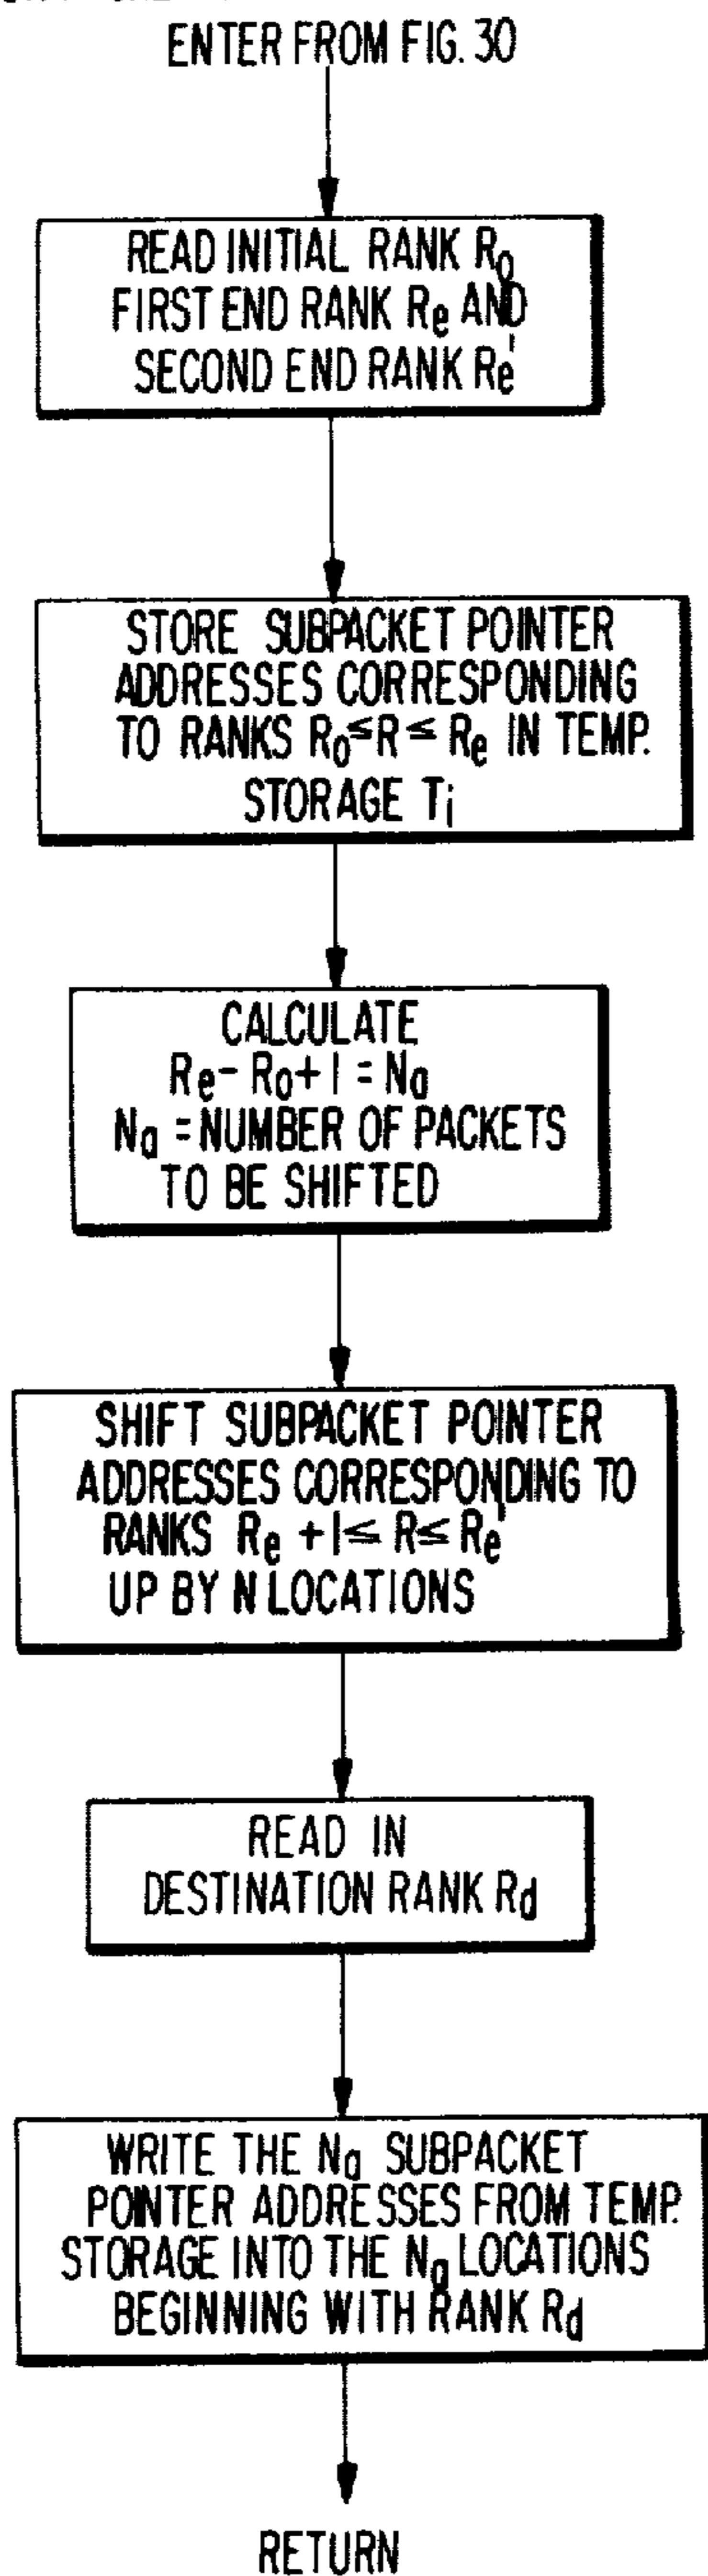 ENTER FROM FIG. 30
READ INITIAL RANK R₀
FIRST END RANK Re AND
SECOND END RANK Re'
STORE SUBPACKET POINTER
ADDRESSES CORRESPONDING
TO RANKS R₀ ≤ R ≤ Re IN TEMP.
STORAGE Ti
CALCULATE
Re - R₀ + 1 = Na
Na = NUMBER OF PACKETS
TO BE SHIFTED
SHIFT SUBPACKET POINTER
ADDRESSES CORRESPONDING TO
RANKS Re + 1 ≤ R ≤ Re'
UP BY N LOCATIONS
READ IN
DESTINATION RANK Rd
WRITE THE Na SUBPACKET
POINTER ADDRESSES FROM TEMP.
STORAGE INTO THE Na LOCATIONS
BEGINNING WITH RANK Rd
RETURN